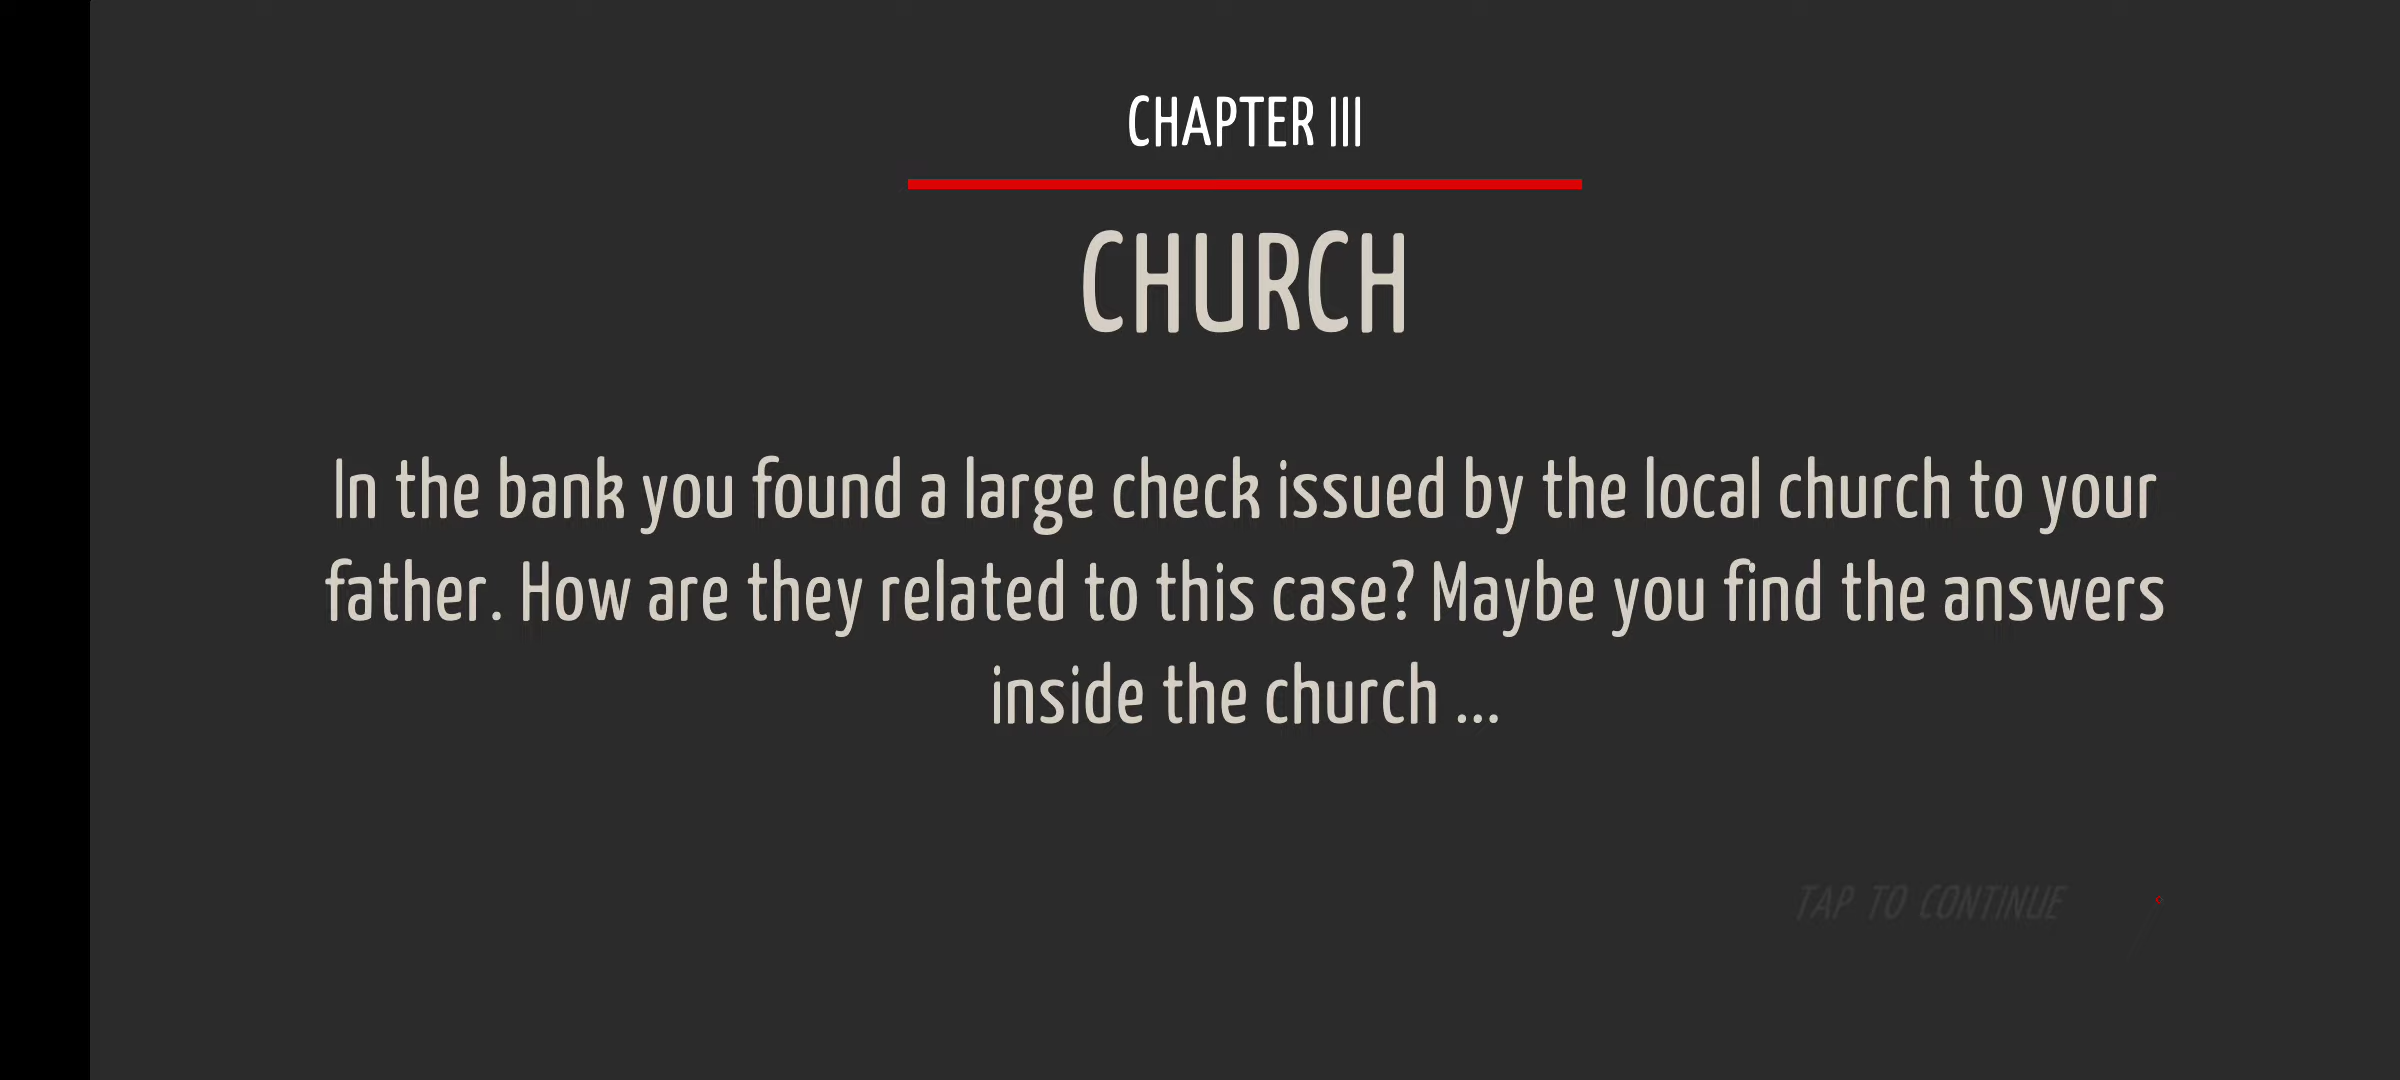 CHAPTER III
CHURCH
In the bank you found a large check issued by the local church to your
father. How are they related to this case? Maybe you find the answers
inside the church ...
TAP TO CONTINUE